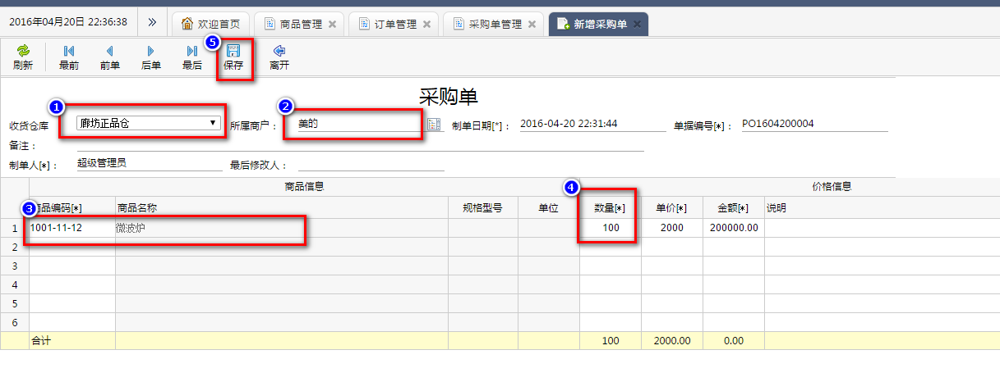 2016年04月20日 22:36:38 » 欢迎首页 商品管理 订单管理 采购单管理 新增采购单
5
刷新 最前 前单 后单 最后 保存 离开
采购单
1 2
收货仓库 廊坊正品仓 所属商户： 美的 制单日期[*]： 2016-04-20 22:31:44 单据编号[*]： PO1604200004
备注：
制单人[*]： 超级管理员 最后修改人：
商品信息 价格信息
3 4
商品编码[*] 商品名称 规格型号 单位 数量[*] 单价[*] 金额[*] 说明
1 1001-11-12 微波炉 100 2000 200000.00
2
3
4
5
6
合计 100 2000.00 0.00